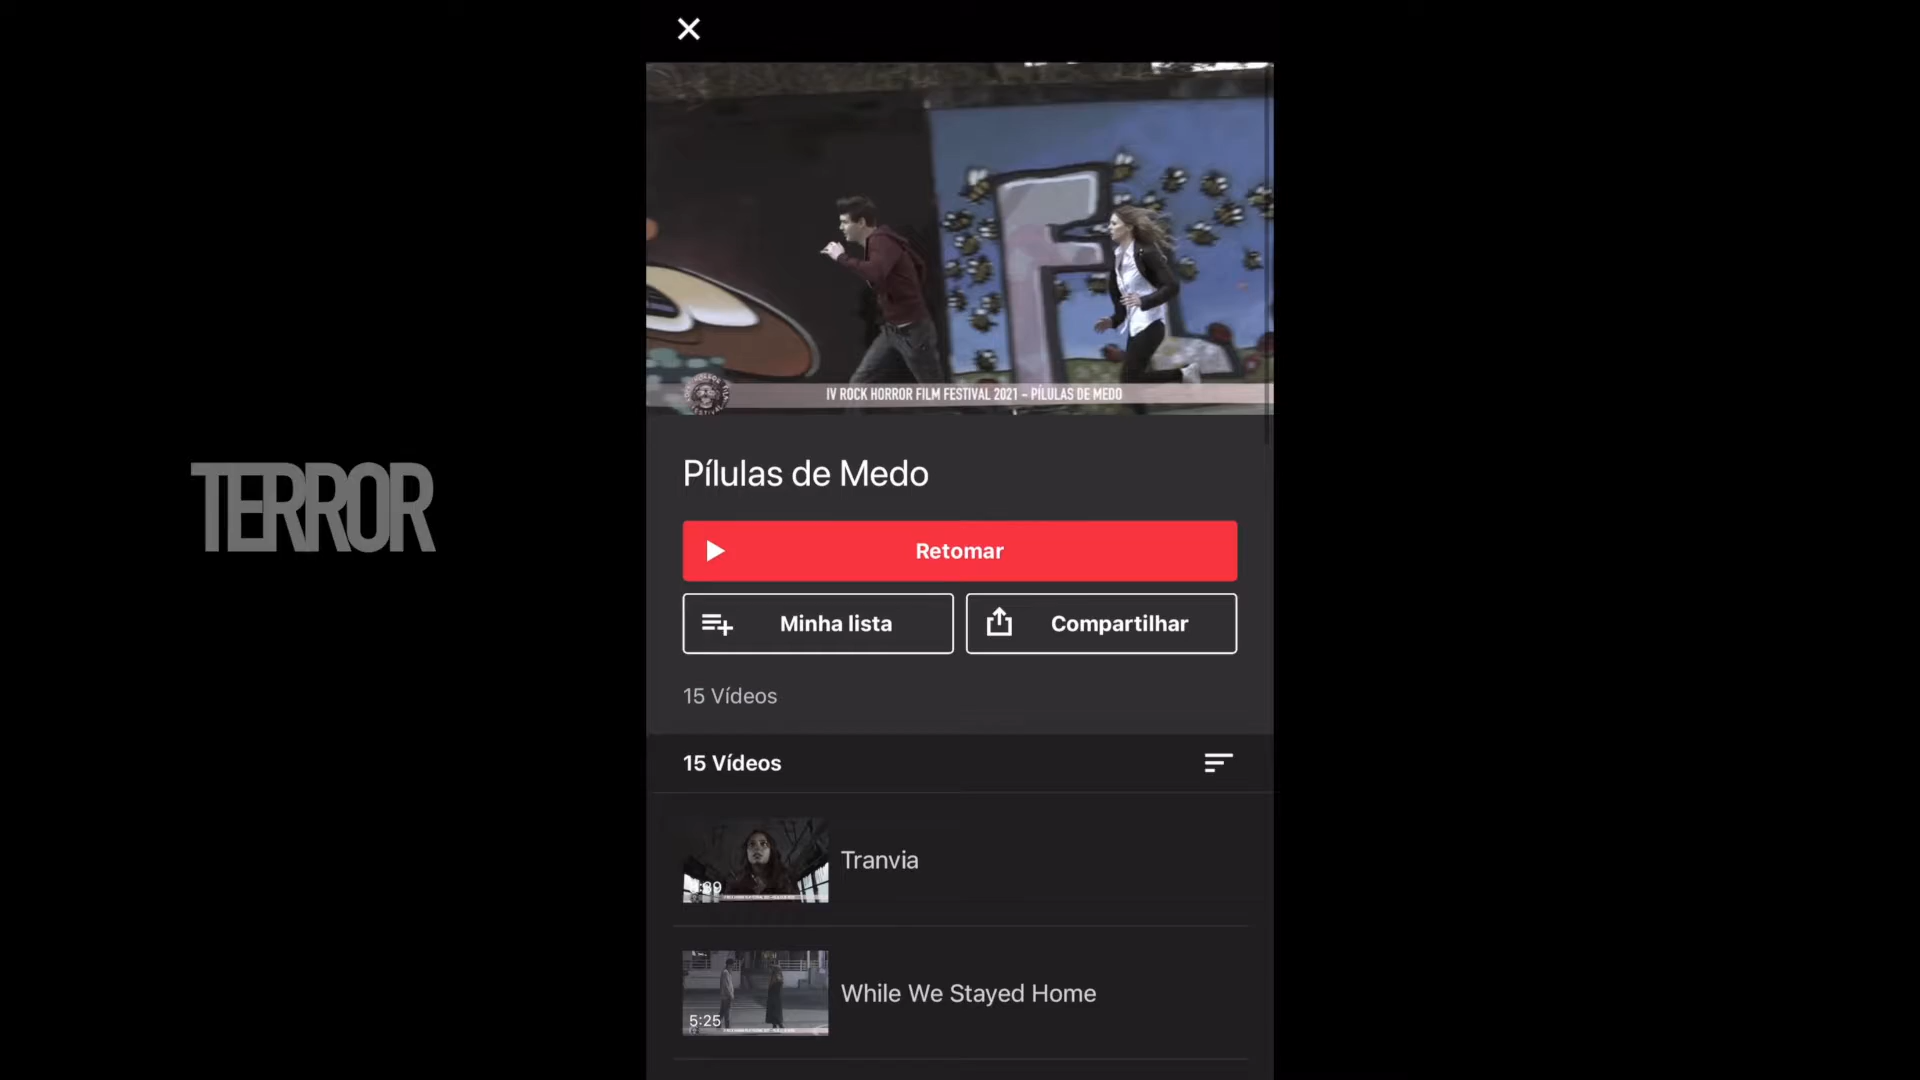 TERROR
IV ROCK HORROR FILM FESTIVAL 2021 - PÍLULAS DE MEDO
Pílulas de Medo
Retomar
Minha lista
Compartilhar
15 Vídeos
15 Vídeos
Tranvia
While We Stayed Home
5:25